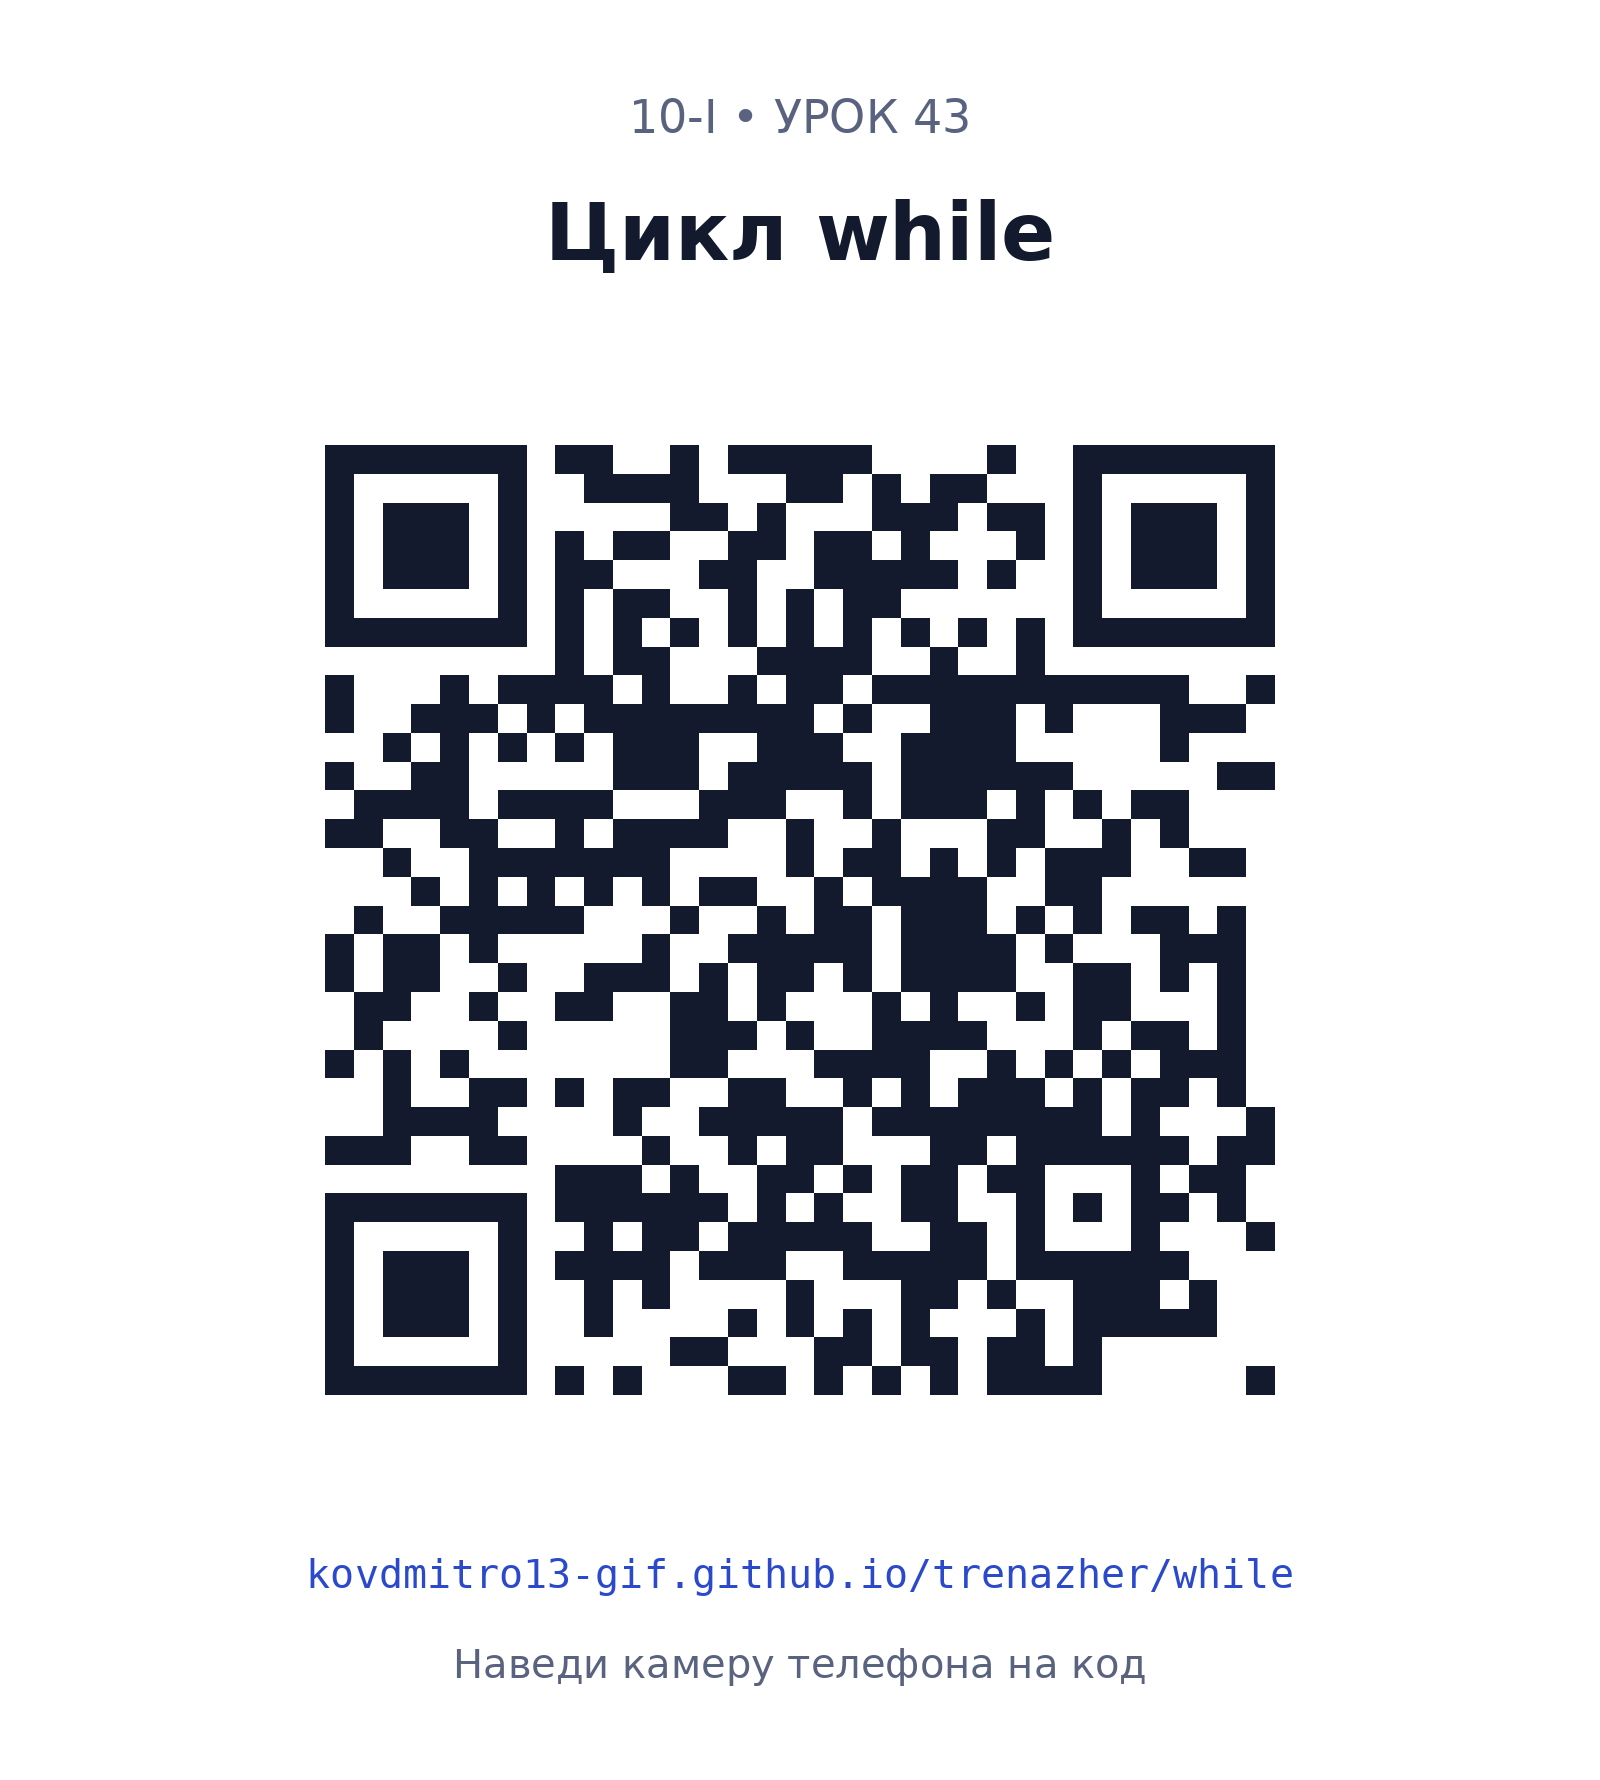 10-І • УРОК 43
Цикл while
kovdmitro13-gif.github.io/trenazher/while
Наведи камеру телефона на код